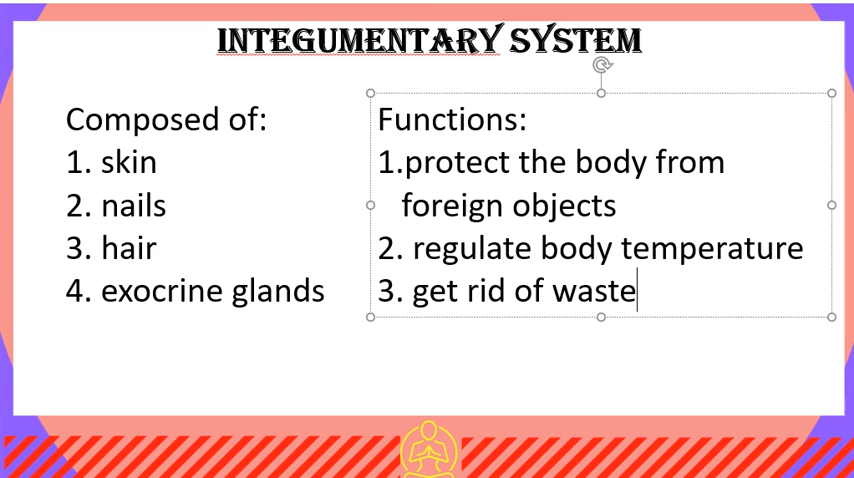 INTEGUMENTARY SYSTEM
Composed of:
1. skin
2. nails
3. hair
4. exocrine glands
Functions:
1.protect the body from
foreign objects
2. regulate body temperature
3. get rid of waste